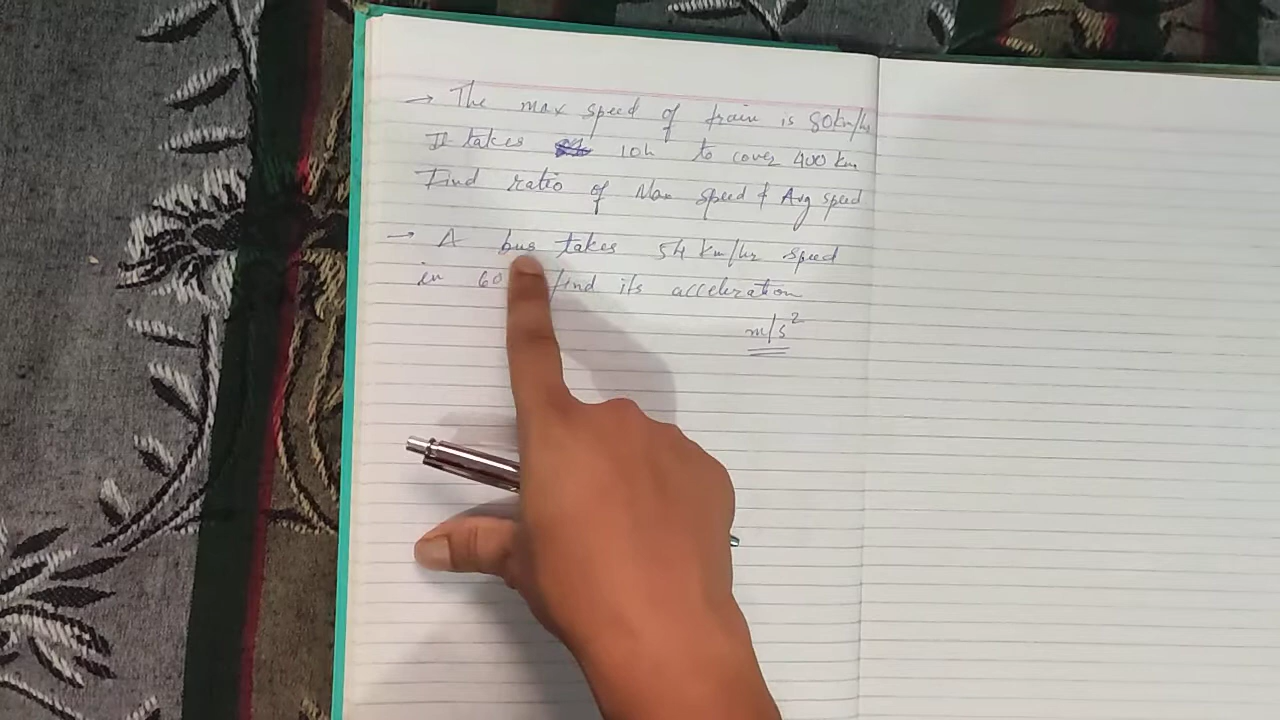 → The max speed of train is 80km/hr
It takes 10h to cover 400 km
Find ratio of Max speed & Avg speed
→ A bus takes 54 km/hr speed
in 60 find its acceleration
m/s²